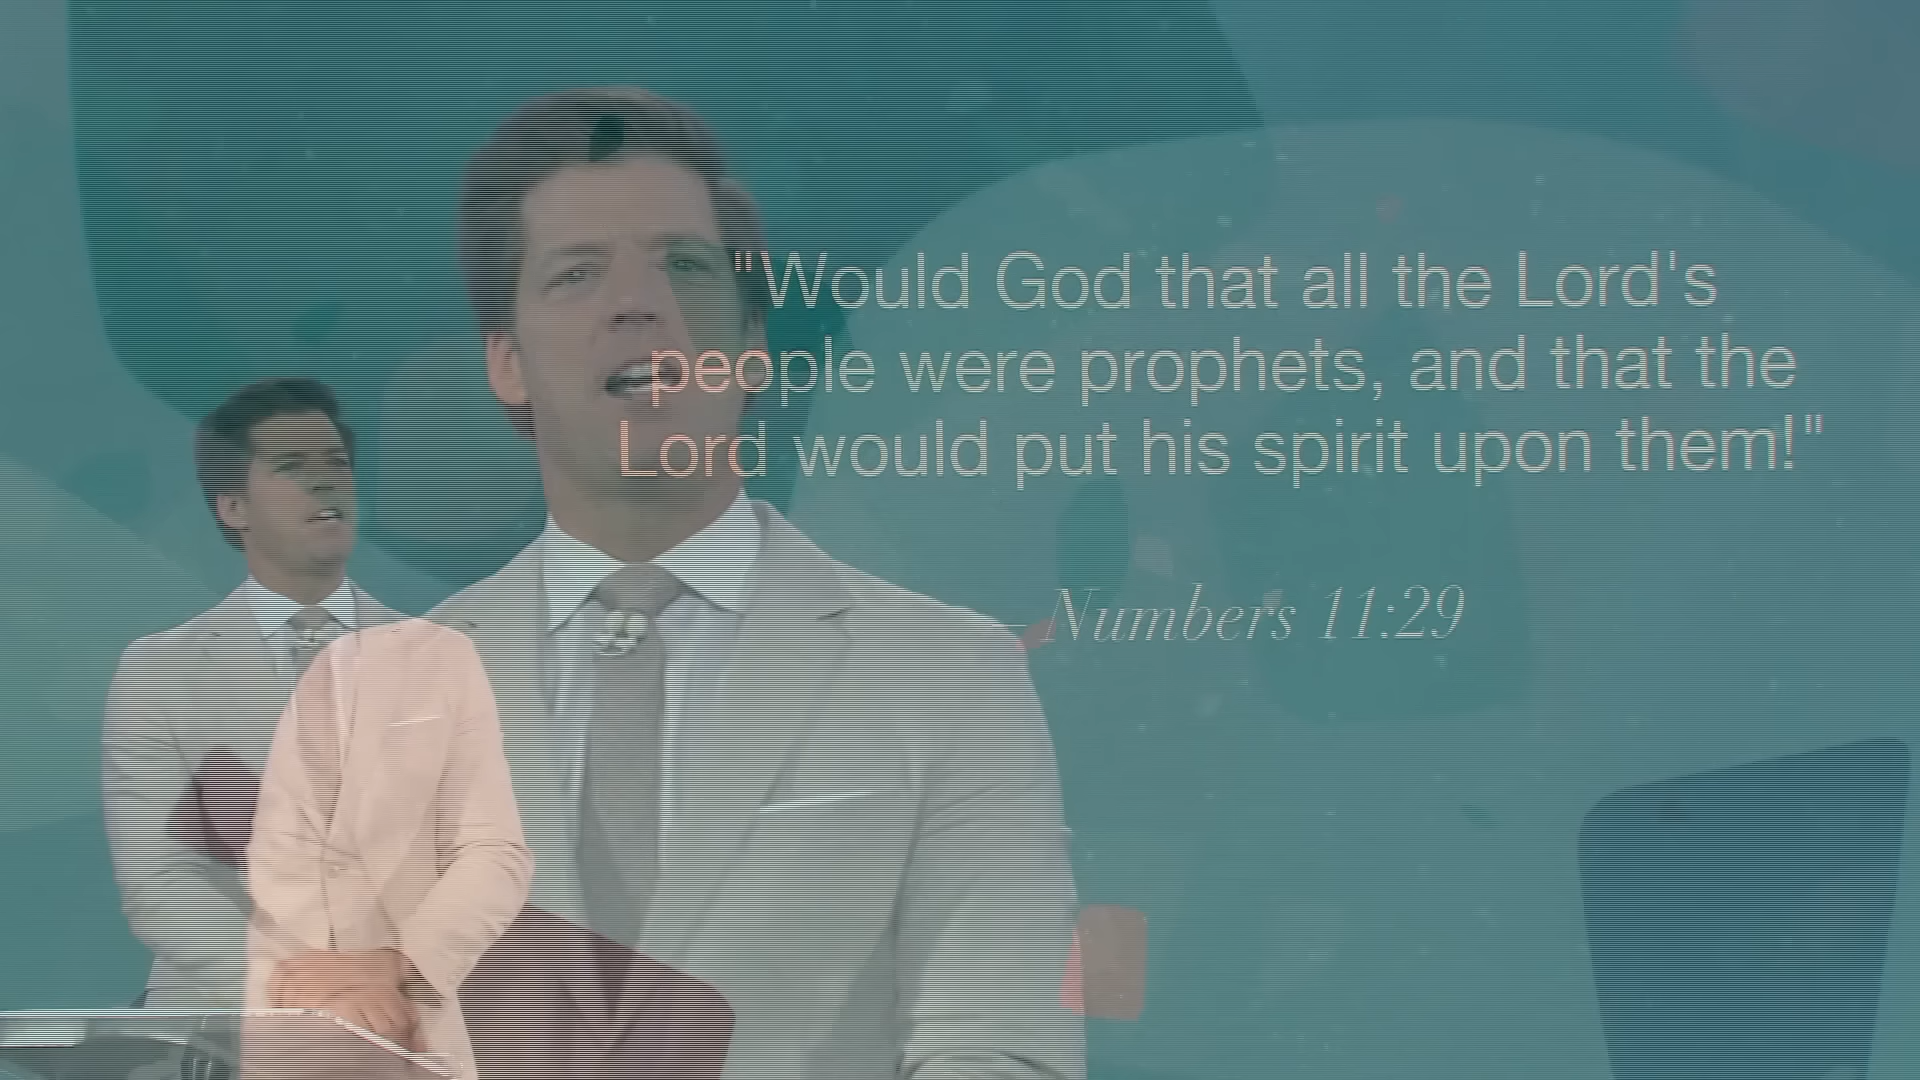 "Would God that all the Lord's
people were prophets, and that the
Lord would put his spirit upon them!"
— Numbers 11:29